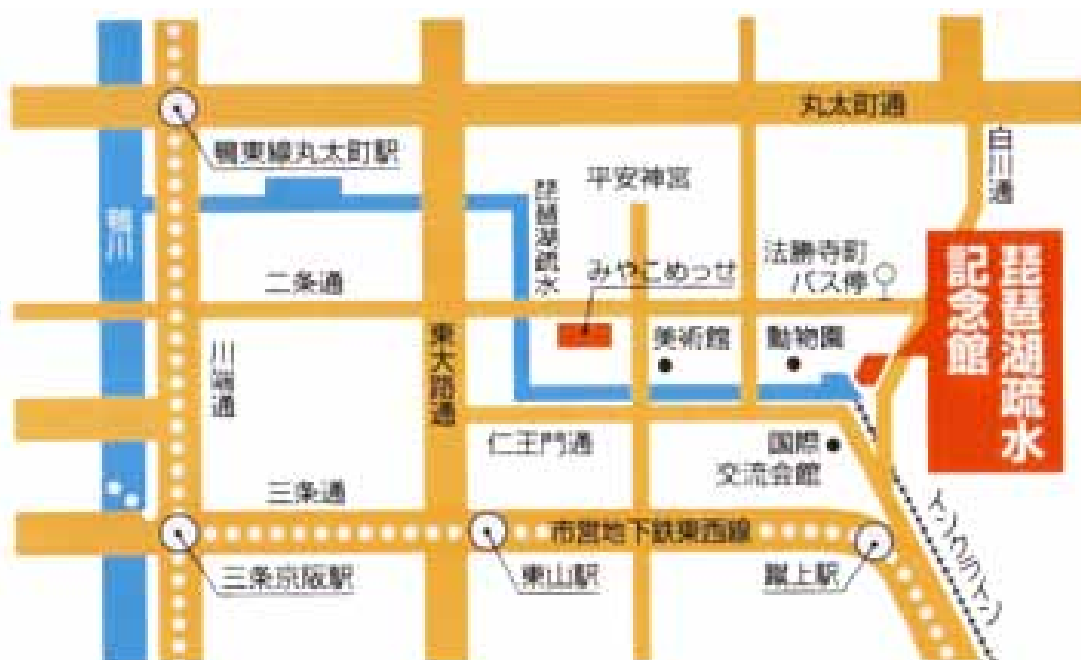 丸太町通
白川通
鴨東線丸太町駅
鴨川
琵琶湖疏水
平安神宮
みやこめっせ
法勝寺町
バス停
琵琶湖疏水
記念館
二条通
川端通
東大路通
美術館
動物園
仁王門通
国際
交流会館
三条通
市営地下鉄東西線
インクライン
三条京阪駅
東山駅
蹴上駅